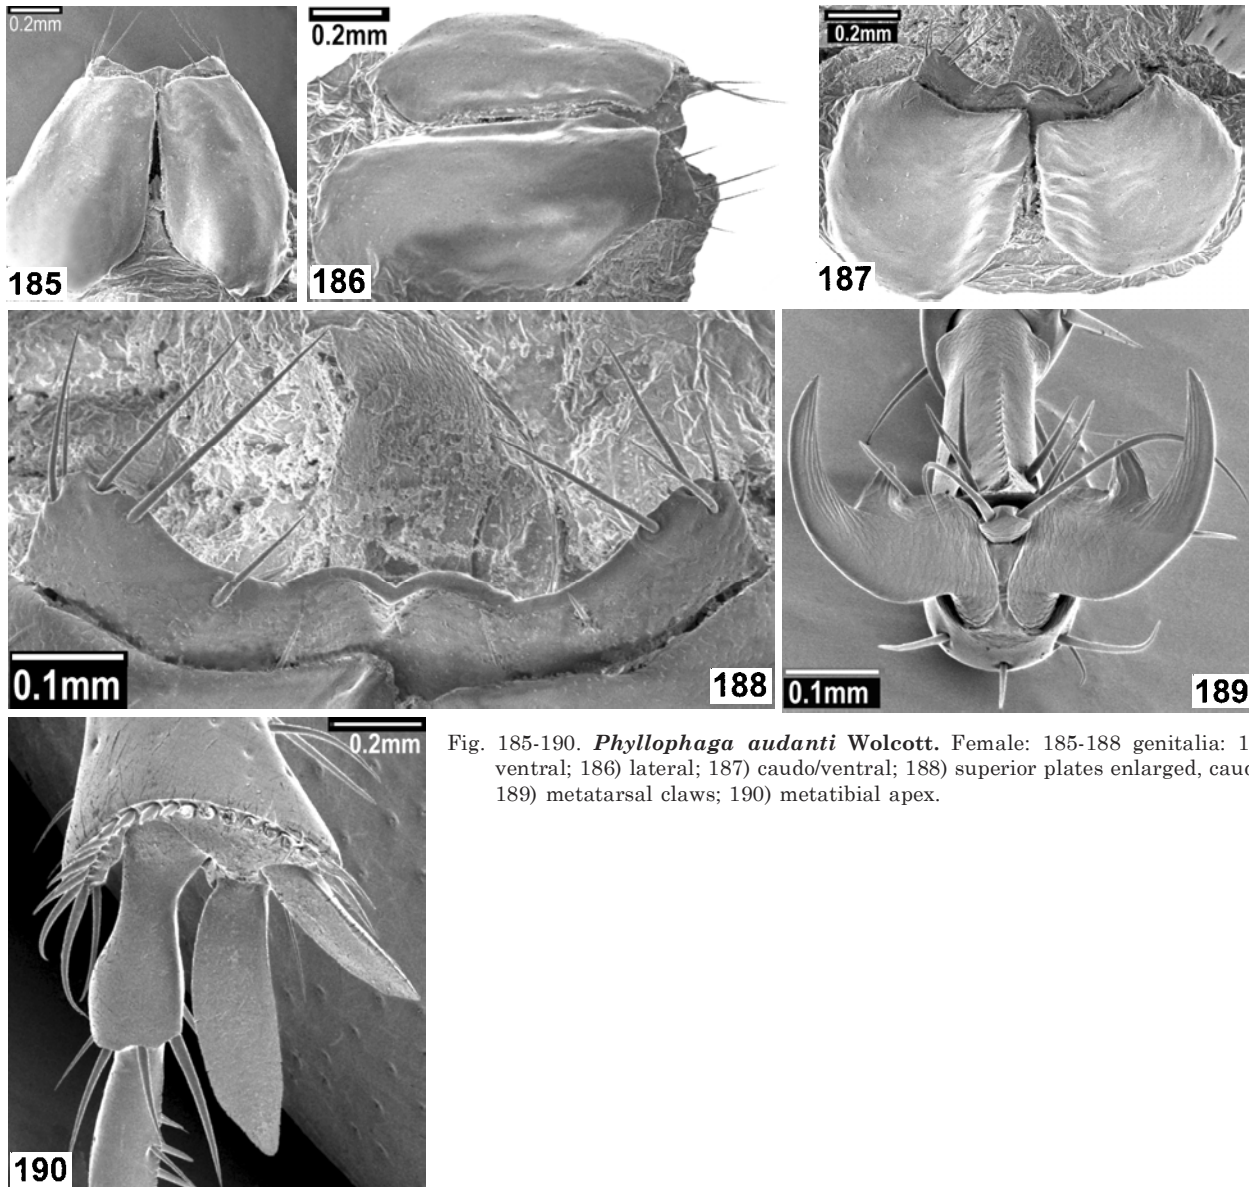 0.2mm
185
0.2mm
186
0.2mm
187
0.1mm
188
0.1mm
189
0.2mm
190
Fig. 185-190. Phyllophaga audanti Wolcott. Female: 185-188 genitalia:
ventral; 186) lateral; 187) caudo/ventral; 188) superior plates enlarged,
189) metatarsal claws; 190) metatibial apex.